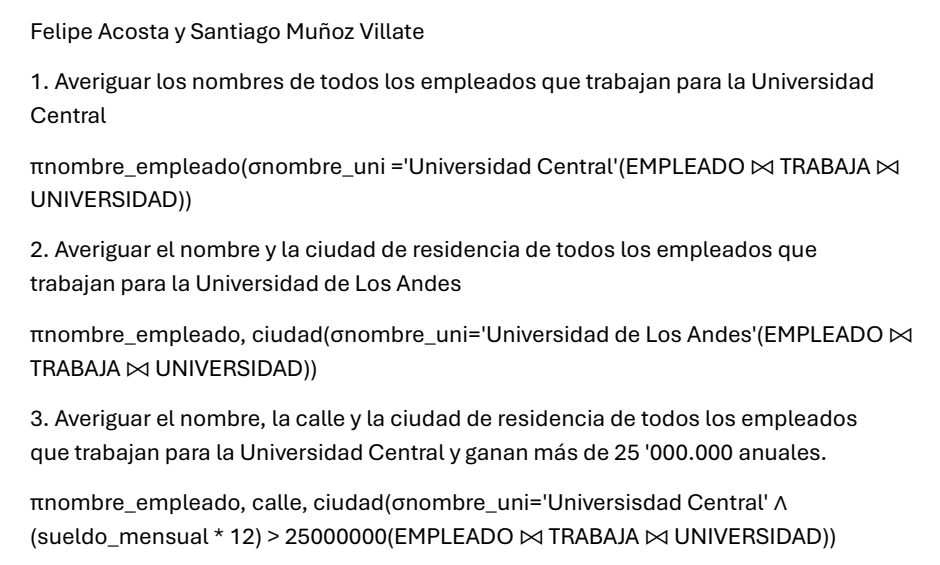 Felipe Acosta y Santiago Muñoz Villate
1. Averiguar los nombres de todos los empleados que trabajan para la Universidad
Central
πnombre_empleado(σnombre_uni ='Universidad Central'(EMPLEADO ⋈ TRABAJA ⋈
UNIVERSIDAD))
2. Averiguar el nombre y la ciudad de residencia de todos los empleados que
trabajan para la Universidad de Los Andes
πnombre_empleado, ciudad(σnombre_uni='Universidad de Los Andes'(EMPLEADO ⋈
TRABAJA ⋈ UNIVERSIDAD))
3. Averiguar el nombre, la calle y la ciudad de residencia de todos los empleados
que trabajan para la Universidad Central y ganan más de 25 '000.000 anuales.
πnombre_empleado, calle, ciudad(σnombre_uni='Universisdad Central' ∧
(sueldo_mensual * 12) > 25000000(EMPLEADO ⋈ TRABAJA ⋈ UNIVERSIDAD))